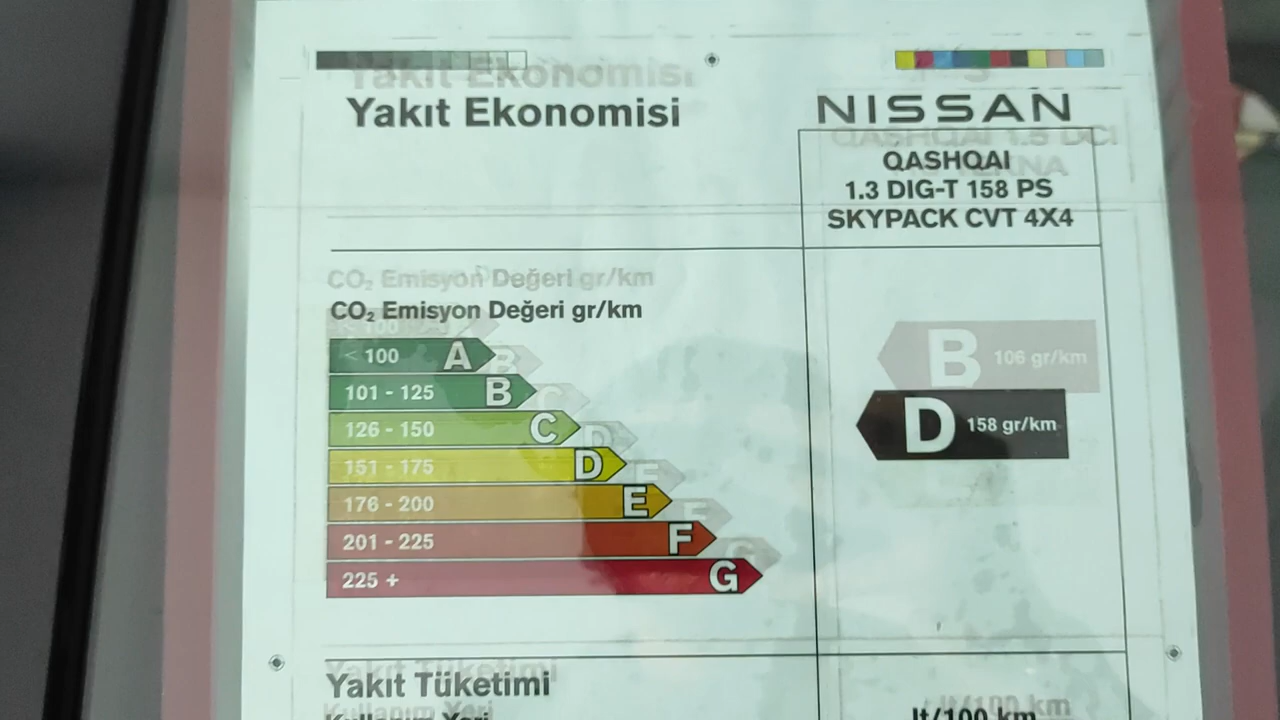 Yakıt Ekonomisi
NISSAN
QASHQAI
1.3 DIG-T 158 PS
SKYPACK CVT 4X4
CO₂ Emisyon Değeri gr/km
CO₂ Emisyon Değeri gr/km
< 100 A
101 - 125 B
126 - 150 C
151 - 175 D
176 - 200 E
201 - 225 F
225 + G
B 106 gr/km
D 158 gr/km
Yakıt Tüketimi
Kullanım Yeri
lt/100 km